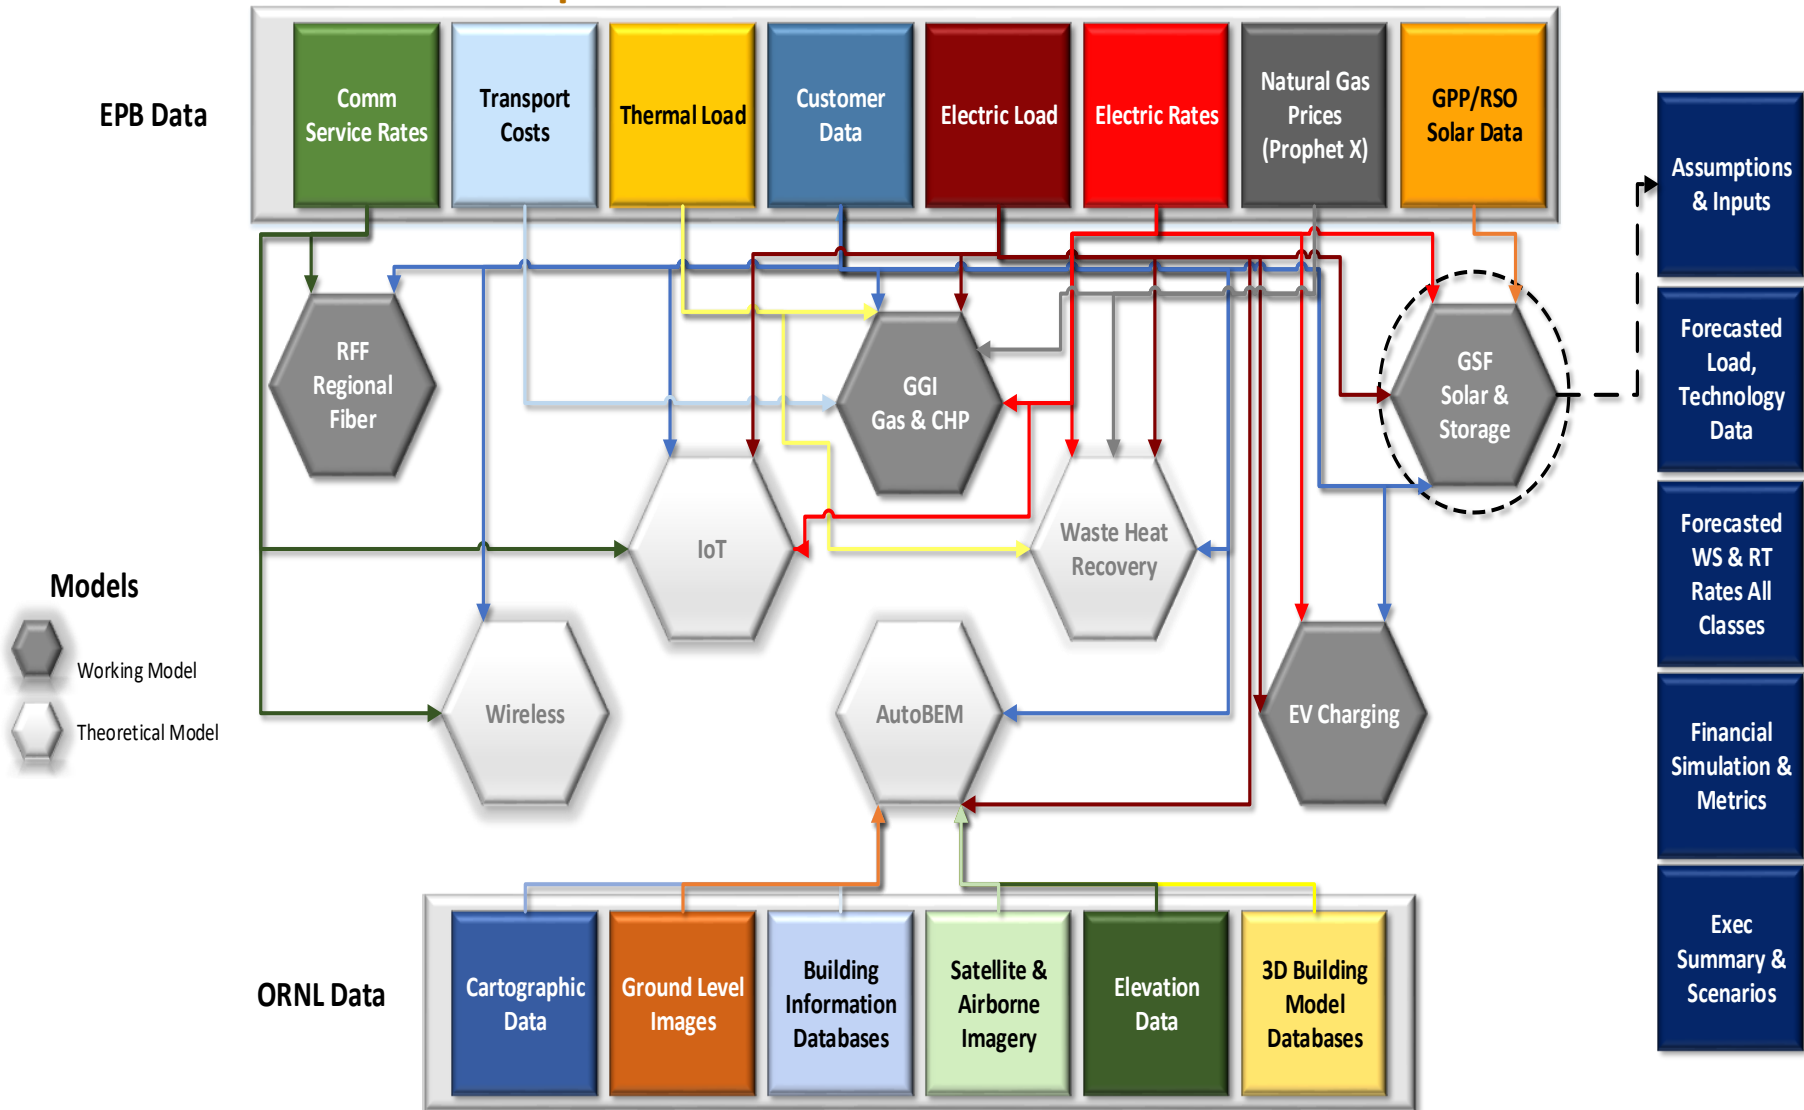 EPB Data
Comm
Service Rates
Transport
Costs
Thermal Load
Customer
Data
Electric Load
Electric Rates
Natural Gas
Prices
(Prophet X)
GPP/RSO
Solar Data
Assumptions
& Inputs
Forecasted
Load,
Technology
Data
Forecasted
WS & RT
Rates All
Classes
Financial
Simulation &
Metrics
Exec
Summary &
Scenarios
RFF
Regional
Fiber
GGI
Gas & CHP
GSF
Solar &
Storage
IoT
Waste Heat
Recovery
Models
Working Model
Theoretical Model
Wireless
AutoBEM
EV Charging
ORNL Data
Cartographic
Data
Ground Level
Images
Building
Information
Databases
Satellite &
Airborne
Imagery
Elevation
Data
3D Building
Model
Databases